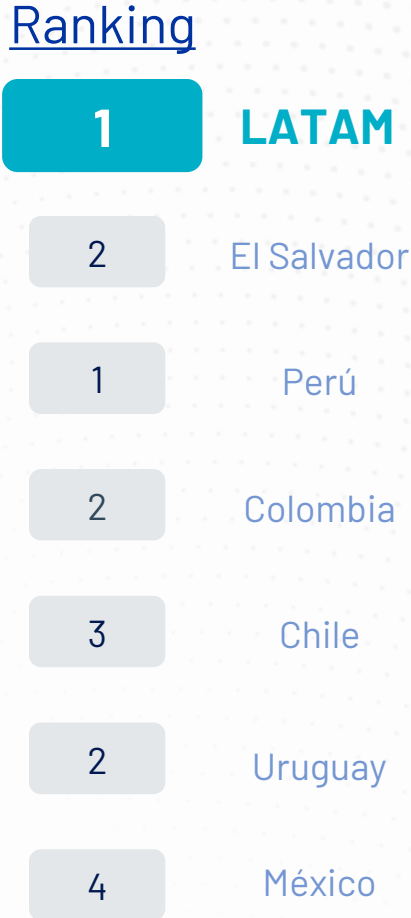 Ranking
1 LATAM
2 El Salvador
1 Perú
2 Colombia
3 Chile
2 Uruguay
4 México